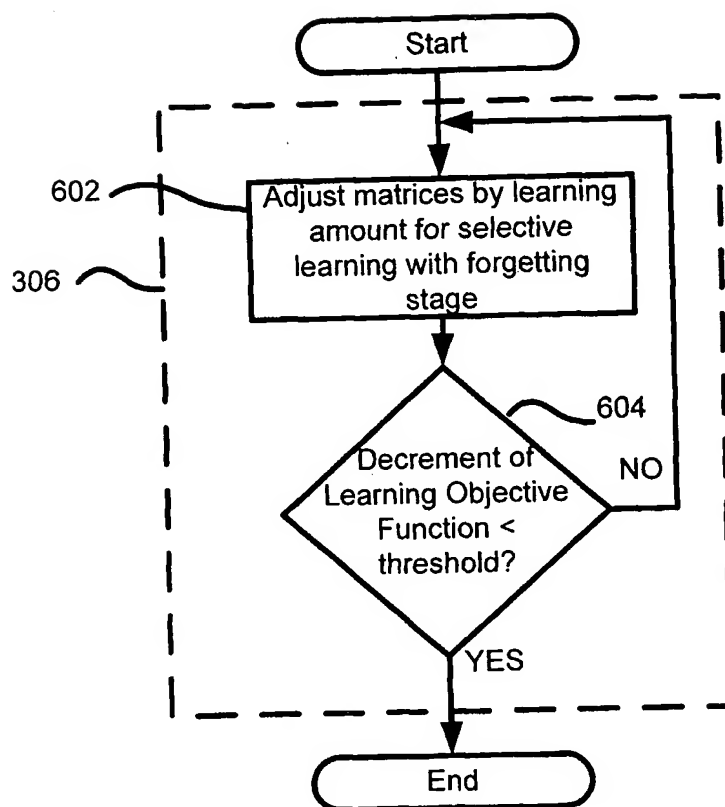 Start
602
Adjust matrices by learning
amount for selective
learning with forgetting
stage
306
604
Decrement of
Learning Objective
Function <
threshold?
NO
YES
End